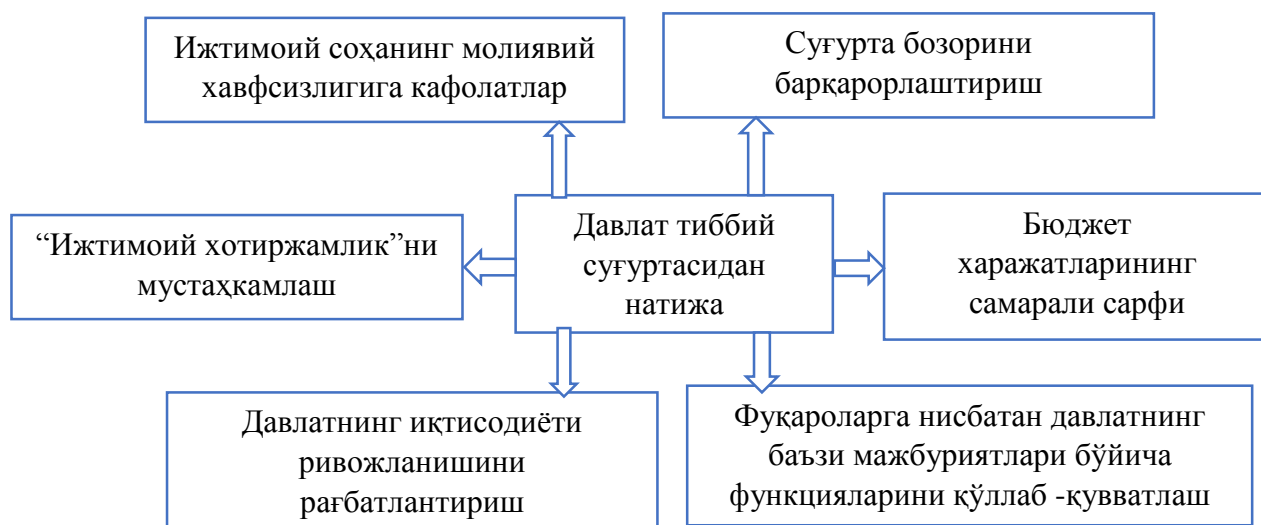 Ижтимоий соҳанинг молиявий
хавфсизлигига кафолатлар
Суғурта бозорини
барқарорлаштириш
“Ижтимоий хотиржамлик”ни
мустаҳкамлаш
Давлат тиббий
суғуртасидан
натижа
Бюджет
харажатларининг
самарали сарфи
Давлатнинг иқтисодиёти
ривожланишини
рағбатлантириш
Фуқароларга нисбатан давлатнинг
баъзи мажбуриятлари бўйича
функцияларини қўллаб -қувватлаш